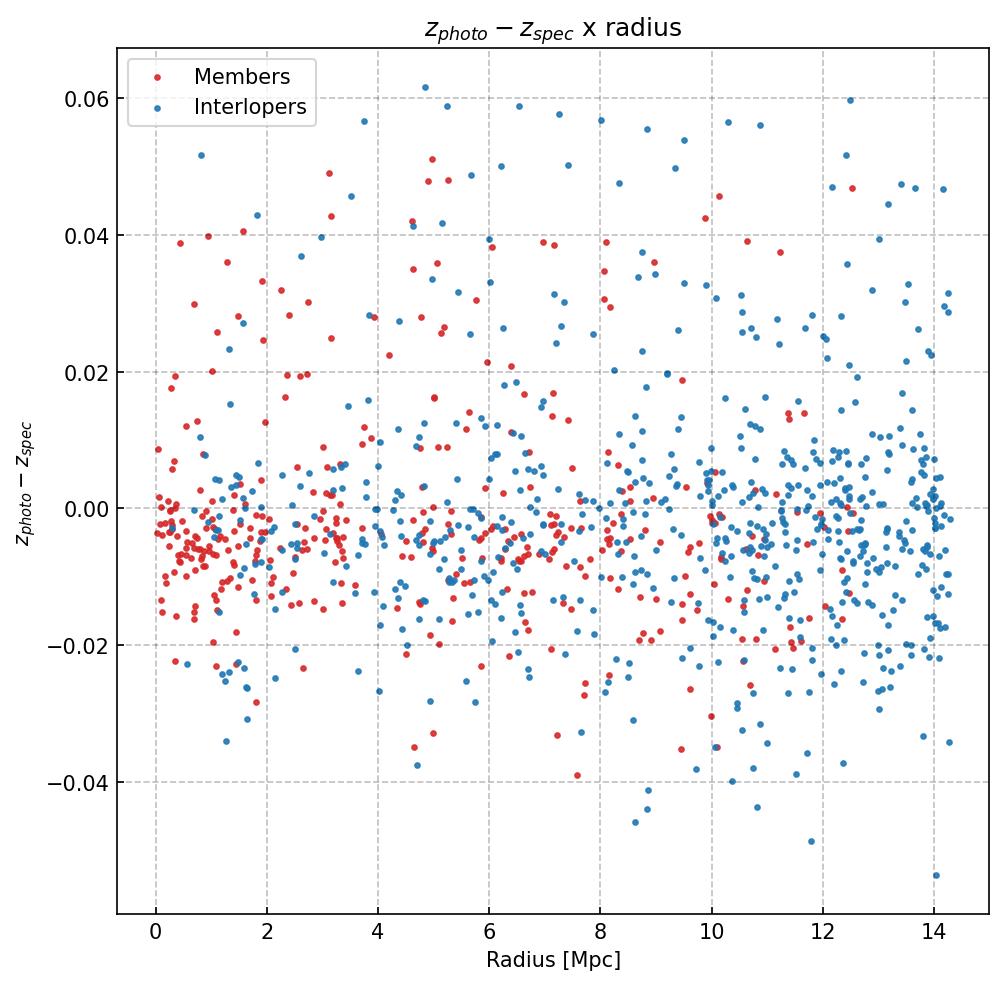 z_photo − z_spec x radius
Members
Interlopers
0.06
0.04
0.02
0.00
−0.02
−0.04
z_photo − z_spec
0 2 4 6 8 10 12 14
Radius [Mpc]